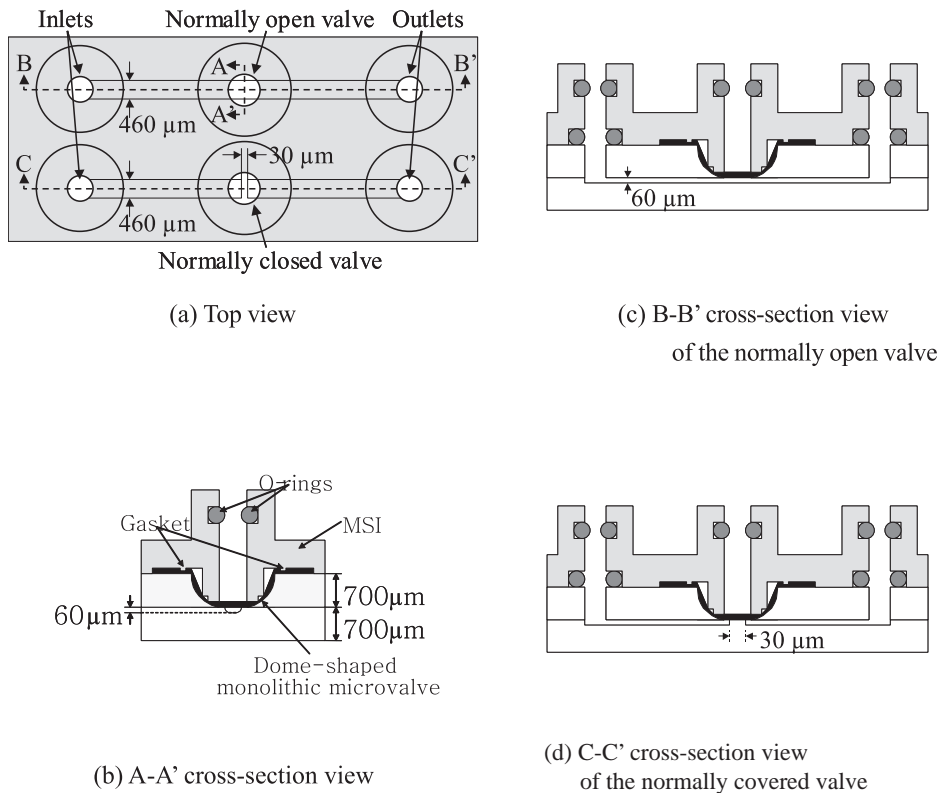 Inlets
Normally open valve
Outlets
B
A
B’
A’
460 µm
30 µm
C
C’
460 µm
Normally closed valve
(a) Top view
60 µm
(c) B-B’ cross-section view
of the normally open valve
O-rings
Gasket
MSI
700µm
60µm
700µm
Dome-shaped
monolithic microvalve
(b) A-A’ cross-section view
30 µm
(d) C-C’ cross-section view
of the normally covered valve